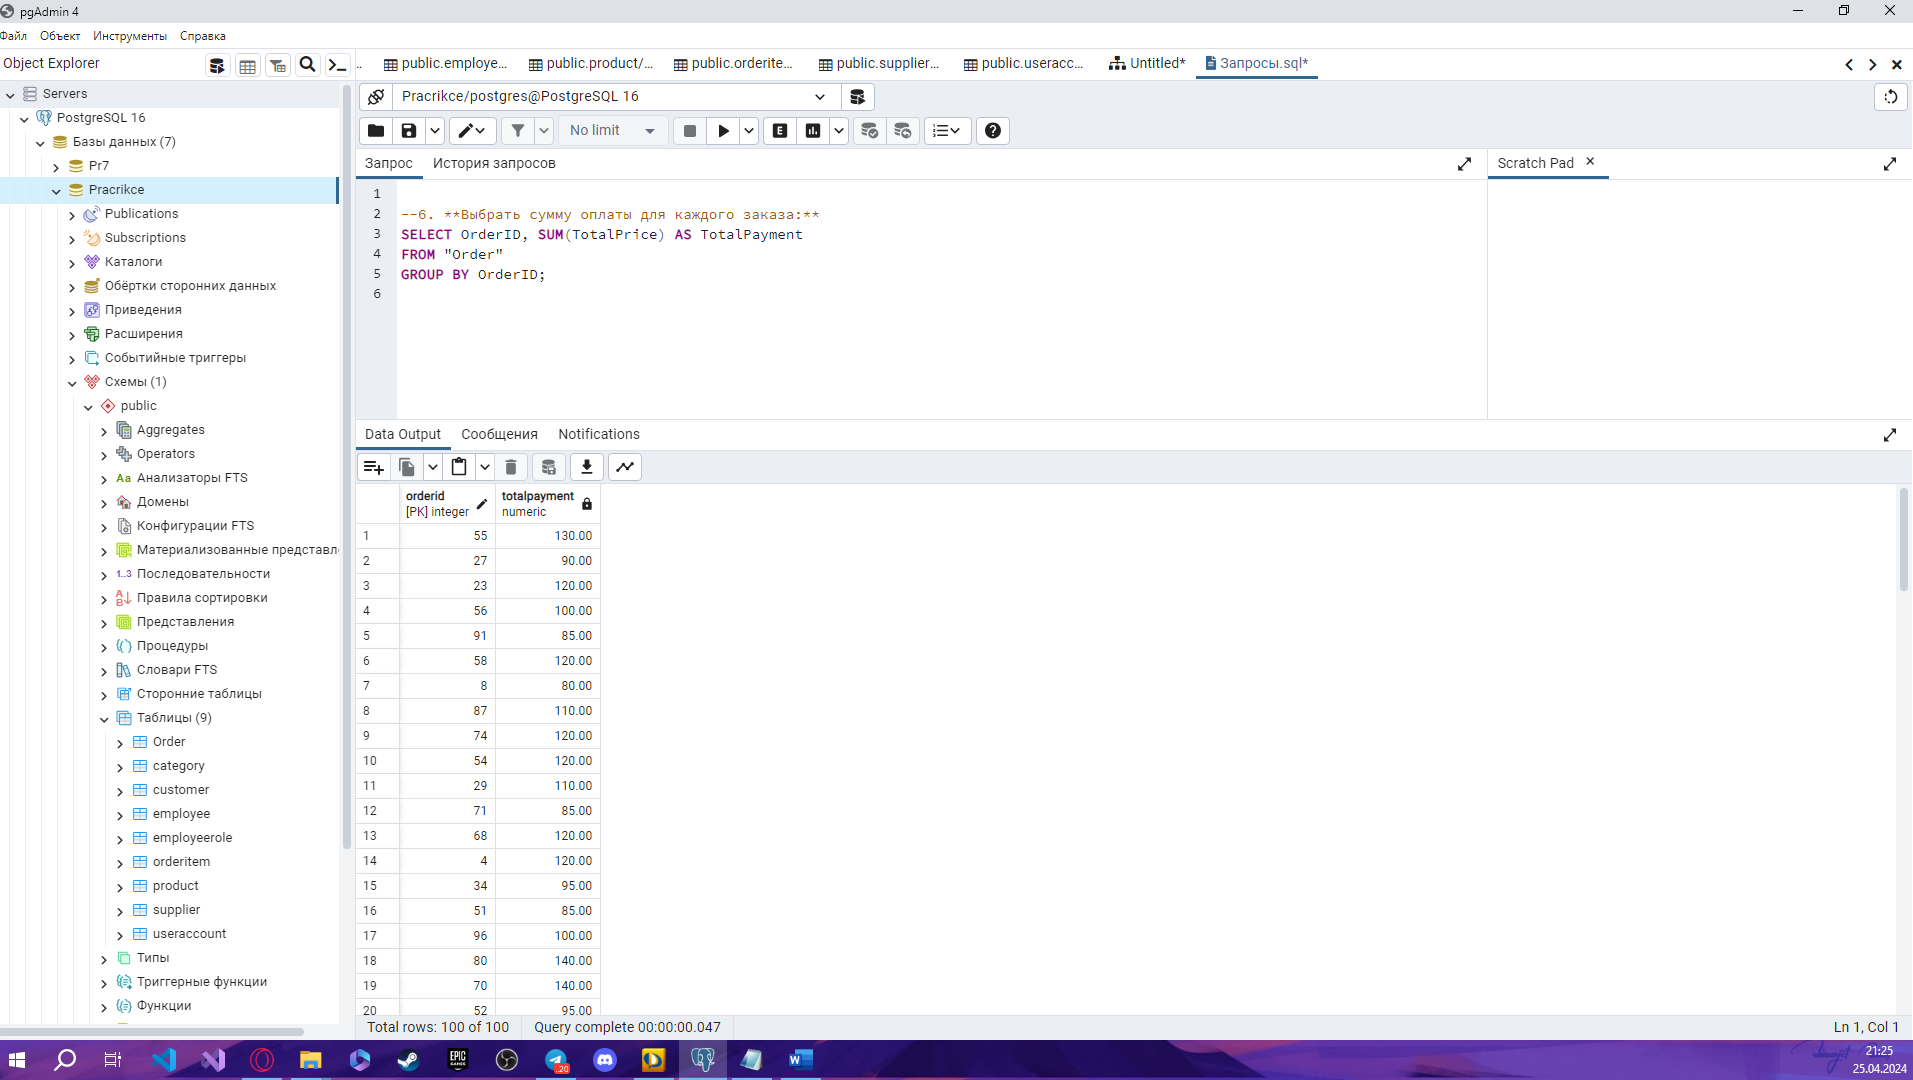 pgAdmin 4
Файл Объект Инструменты Справка
Object Explorer
public.employe... public.product/... public.orderite... public.supplier... public.useracc... Untitled* Запросы.sql*
Servers
PostgreSQL 16
Базы данных (7)
Pr7
Pracrikce
Publications
Subscriptions
Каталоги
Обёртки сторонних данных
Приведения
Расширения
Событийные триггеры
Схемы (1)
public
Aggregates
Operators
Анализаторы FTS
Домены
Конфигурации FTS
Материализованные представл
Последовательности
Правила сортировки
Представления
Процедуры
Словари FTS
Сторонние таблицы
Таблицы (9)
Order
category
customer
employee
employeerole
orderitem
product
supplier
useraccount
Типы
Триггерные функции
Функции
Pracrikce/postgres@PostgreSQL 16
No limit
Запрос История запросов
Scratch Pad
1
2 --6. **Выбрать сумму оплаты для каждого заказа:**
3 SELECT OrderID, SUM(TotalPrice) AS TotalPayment
4 FROM "Order"
5 GROUP BY OrderID;
6
Data Output Сообщения Notifications
orderid totalpayment
[PK] integer numeric
1 55 130.00
2 27 90.00
3 23 120.00
4 56 100.00
5 91 85.00
6 58 120.00
7 8 80.00
8 87 110.00
9 74 120.00
10 54 120.00
11 29 110.00
12 71 85.00
13 68 120.00
14 4 120.00
15 34 95.00
16 51 85.00
17 96 100.00
18 80 140.00
19 70 140.00
20 52 95.00
Total rows: 100 of 100 Query complete 00:00:00.047 Ln 1, Col 1
EPIC GAMES
20
21:25
25.04.2024